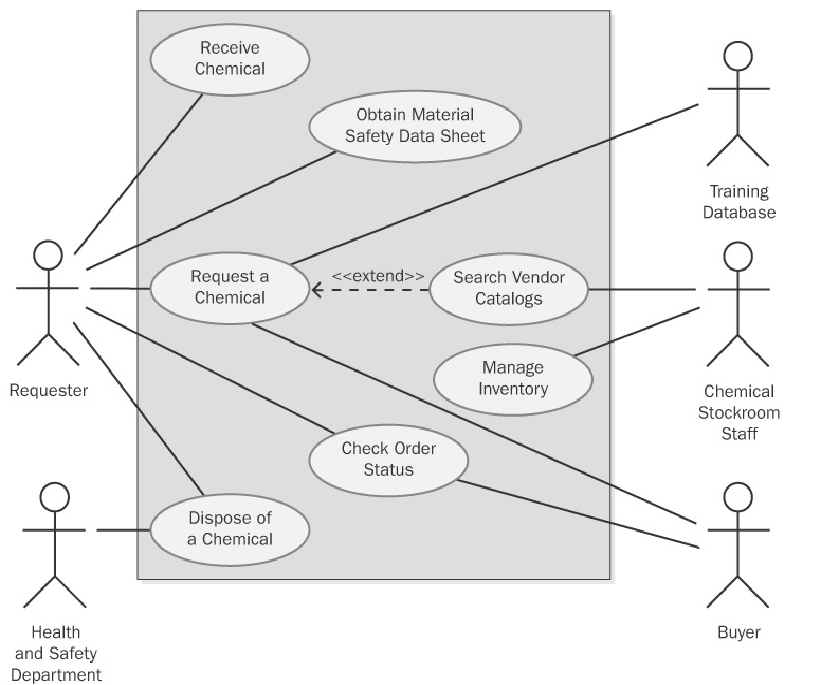 Receive
Chemical
Obtain Material
Safety Data Sheet
Training
Database
Request a
Chemical
<<extend>>
Search Vendor
Catalogs
Requester
Manage
Inventory
Chemical
Stockroom
Staff
Check Order
Status
Dispose of
a Chemical
Health
and Safety
Department
Buyer